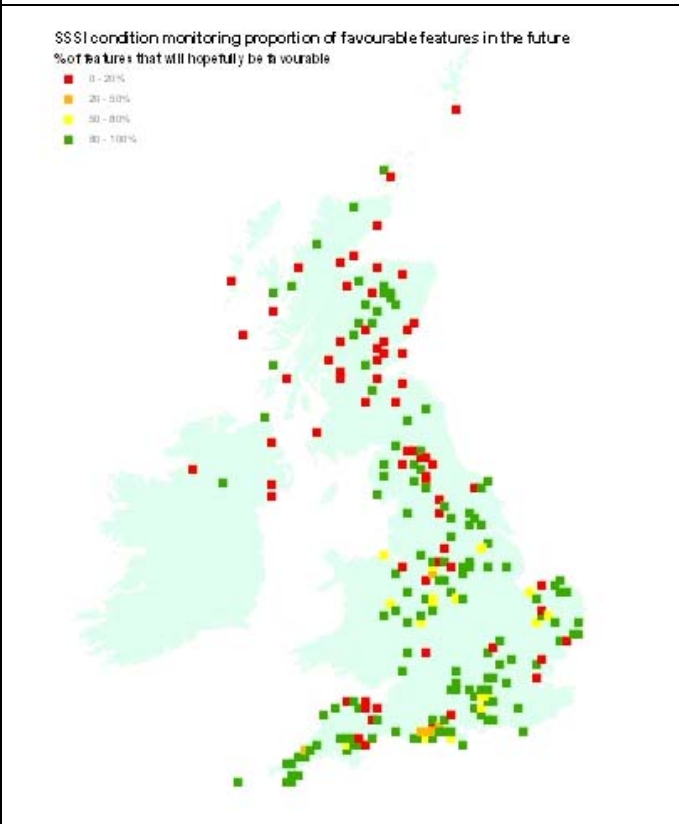 SSSI condition monitoring proportion of favourable features in the future
% of features that will hopefully be favourable
0 - 20%
20 - 50%
50 - 80%
80 - 100%